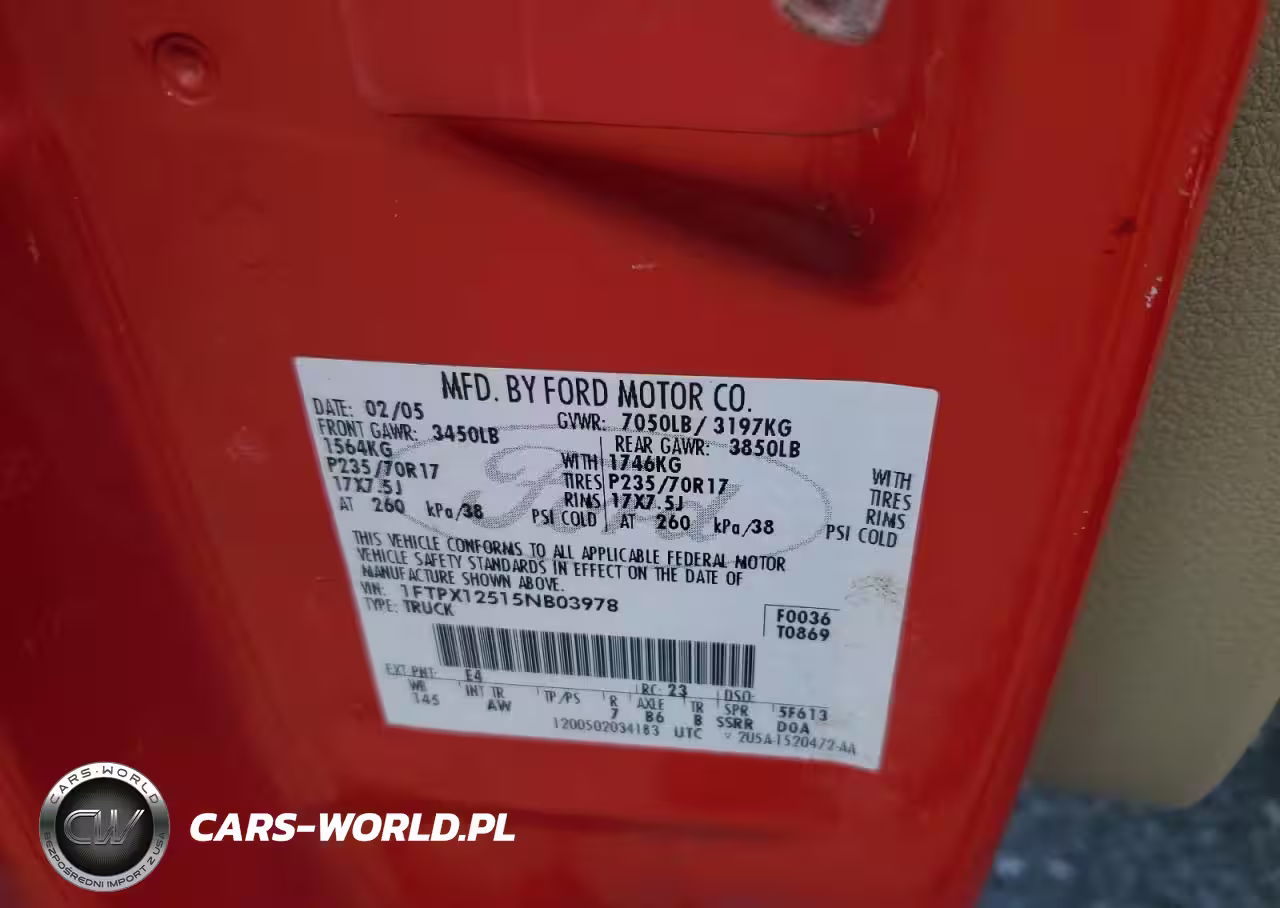 MFD. BY FORD MOTOR CO.
DATE: 02/05 GVWR: 7050LB/ 3197KG
FRONT GAWR: 3450LB REAR GAWR: 3850LB
1564KG WITH 1746KG WITH
P235/70R17 TIRES P235/70R17 TIRES
17X7.5J RIMS 17X7.5J RIMS
AT 260 kPa/38 PSI COLD AT 260 kPa/38 PSI COLD
Ford
THIS VEHICLE CONFORMS TO ALL APPLICABLE FEDERAL MOTOR
VEHICLE SAFETY STANDARDS IN EFFECT ON THE DATE OF
MANUFACTURE SHOWN ABOVE.
VIN: 1FTPX12515NB03978
TYPE: TRUCK
F0036
T0869
EXT PNT: E4 RC: 23 DSO:
WB INT TR TP/PS R AXLE TR SPR 5F613
145 AW 7 B6 B SSRR DOA
1200502034183 UTC ▽ 2U5A-1520472-AA
CARS-WORLD
CW
BEZPOŚREDNI IMPORT Z USA
CARS-WORLD.PL